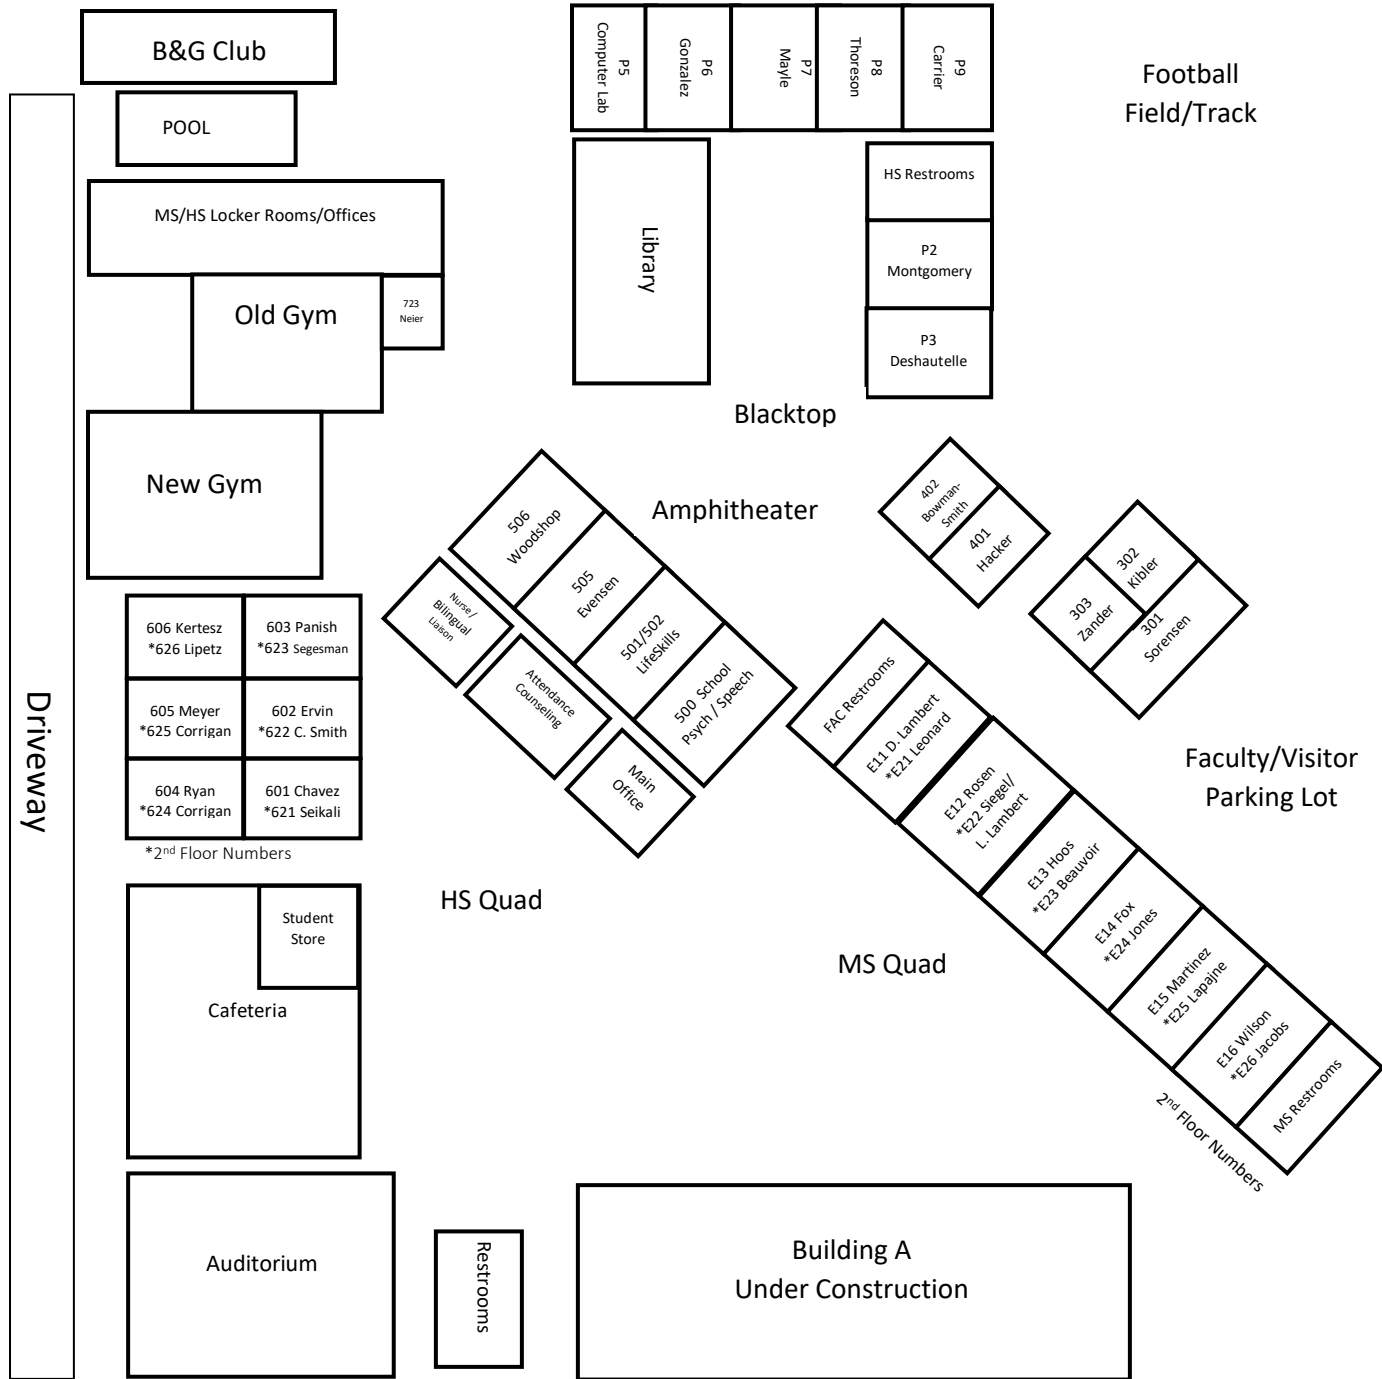 B&G Club
POOL
MS/HS Locker Rooms/Offices
Old Gym
723
Neier
New Gym
Driveway
606 Kertesz
*626 Lipetz
603 Panish
*623 Segesman
605 Meyer
*625 Corrigan
602 Ervin
*622 C. Smith
604 Ryan
*624 Corrigan
601 Chavez
*621 Seikali
*2nd Floor Numbers
Student
Store
Cafeteria
Auditorium
Restrooms
P5
Computer Lab
P6
Gonzalez
P7
Mayle
P8
Thoreson
P9
Carrier
Football
Field/Track
Library
HS Restrooms
P2
Montgomery
P3
Deshautelle
Blacktop
Amphitheater
506
Woodshop
505
Evensen
501/502
LifeSkills
500 School
Psych / Speech
Nurse /
Bilingual
Liaison
Attendance
Counseling
Main
Office
402
Bowman-
Smith
401
Hacker
302
Kibler
303
Zander
301
Sorensen
Faculty/Visitor
Parking Lot
FAC Restrooms
E11 D. Lambert
*E21 Leonard
E12 Rosen
*E22 Siegel/
L. Lambert
E13 Hoos
*E23 Beauvoir
E14 Fox
*E24 Jones
E15 Martinez
*E25 Lapajne
E16 Wilson
*E26 Jacobs
MS Restrooms
2nd Floor Numbers
HS Quad
MS Quad
Building A
Under Construction